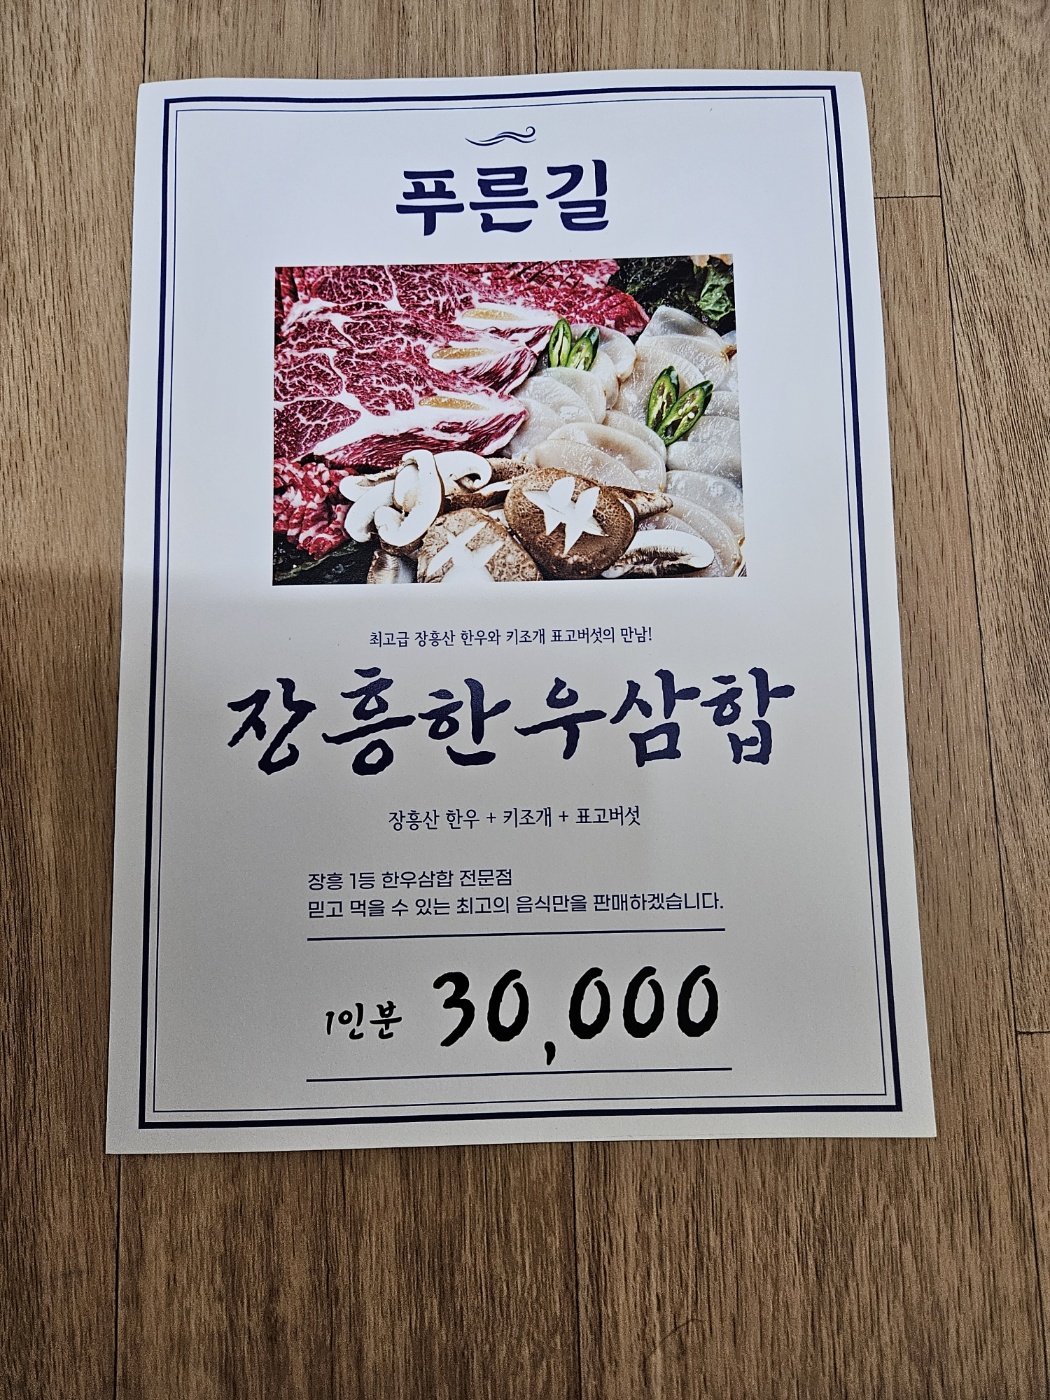 푸른길
최고급 장흥산 한우와 키조개 표고버섯의 만남!
장흥한우삼합
장흥산 한우 + 키조개 + 표고버섯
장흥 1등 한우삼합 전문점
믿고 먹을 수 있는 최고의 음식만을 판매하겠습니다.
1인분 30,000